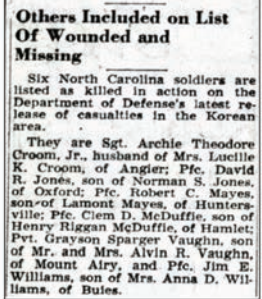 Others Included on List
Of Wounded and
Missing
Six North Carolina soldiers are
listed as killed in action on the
Department of Defense's latest re-
lease of casualties in the Korean
area.
They are Sgt. Archie Theodore
Croom, Jr., husband of Mrs. Lucille
K. Croom, of Angier; Pfc. David
R. Jones, son of Norman S. Jones,
of Oxford; Pfc. Robert C. Mayes,
son of Lamont Mayes, of Hunters-
ville; Pfc. Clem D. McDuffie, son of
Henry Riggan McDuffie, of Hamlet;
Pvt. Grayson Sparger Vaughn, son
of Mr. and Mrs. Alvin R. Vaughn,
of Mount Airy, and Pfc. Jim E.
Williams, son of Mrs. Anna D. Wil-
liams, of Buies.